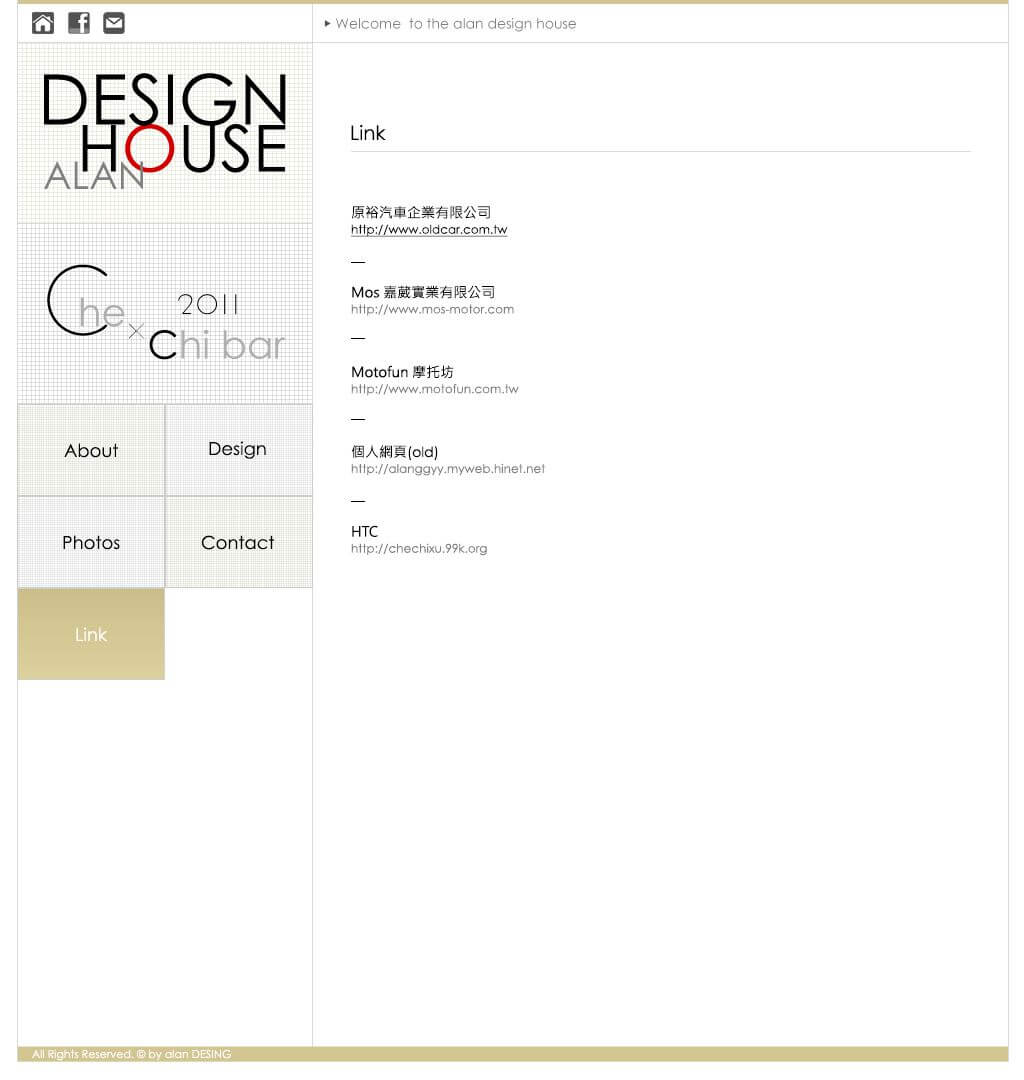 Welcome to the alan design house
DESIGN
HOUSE
ALAN
Che
× 2011
Chi bar
About
Design
Photos
Contact
Link
Link
原裕汽車企業有限公司
http://www.oldcar.com.tw
—
Mos 嘉葳實業有限公司
http://www.mos-motor.com
—
Motofun 摩托坊
http://www.motofun.com.tw
—
個人網頁(old)
http://alanggyy.myweb.hinet.net
—
HTC
http://chechixu.99k.org
All Rights Reserved. © by alan DESING